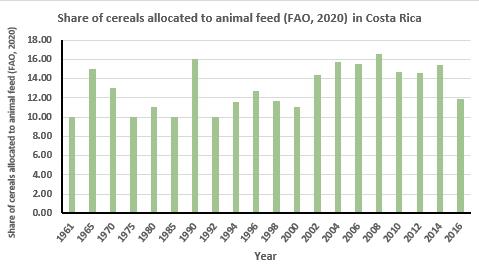 Share of cereals allocated to animal feed (FAO, 2020) in Costa Rica
Share of cereals allocated to animal feed (FAO, 2020)
18.00
16.00
14.00
12.00
10.00
8.00
6.00
4.00
2.00
0.00
1961 1965 1970 1975 1980 1985 1990 1992 1994 1996 1998 2000 2002 2004 2006 2008 2010 2012 2014 2016
Year